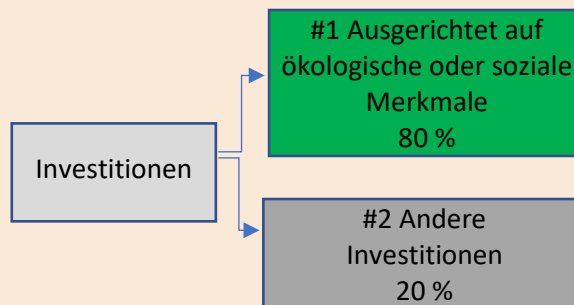 #1 Ausgerichtet auf
ökologische oder soziale
Merkmale
80 %
Investitionen
#2 Andere
Investitionen
20 %